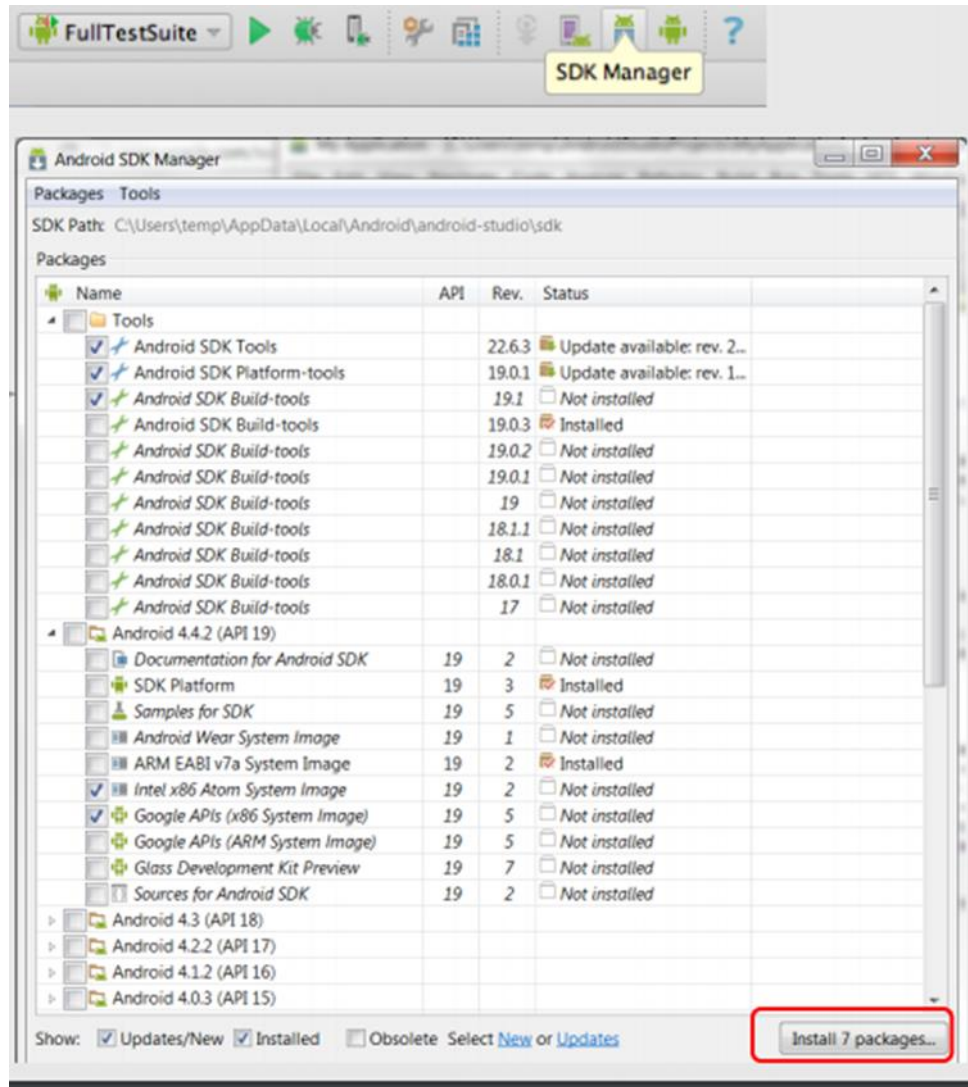 FullTestSuite
?
SDK Manager
Android SDK Manager
Packages Tools
SDK Path: C:\Users\temp\AppData\Local\Android\android-studio\sdk
Packages
Name API Rev. Status
Tools
Android SDK Tools 22.6.3 Update available: rev. 2...
Android SDK Platform-tools 19.0.1 Update available: rev. 1...
Android SDK Build-tools 19.1 Not installed
Android SDK Build-tools 19.0.3 Installed
Android SDK Build-tools 19.0.2 Not installed
Android SDK Build-tools 19.0.1 Not installed
Android SDK Build-tools 19 Not installed
Android SDK Build-tools 18.1.1 Not installed
Android SDK Build-tools 18.1 Not installed
Android SDK Build-tools 18.0.1 Not installed
Android SDK Build-tools 17 Not installed
Android 4.4.2 (API 19)
Documentation for Android SDK 19 2 Not installed
SDK Platform 19 3 Installed
Samples for SDK 19 5 Not installed
Android Wear System Image 19 1 Not installed
ARM EABI v7a System Image 19 2 Installed
Intel x86 Atom System Image 19 2 Not installed
Google APIs (x86 System Image) 19 5 Not installed
Google APIs (ARM System Image) 19 5 Not installed
Glass Development Kit Preview 19 7 Not installed
Sources for Android SDK 19 2 Not installed
Android 4.3 (API 18)
Android 4.2.2 (API 17)
Android 4.1.2 (API 16)
Android 4.0.3 (API 15)
Show: Updates/New Installed Obsolete Select New or Updates Install 7 packages...